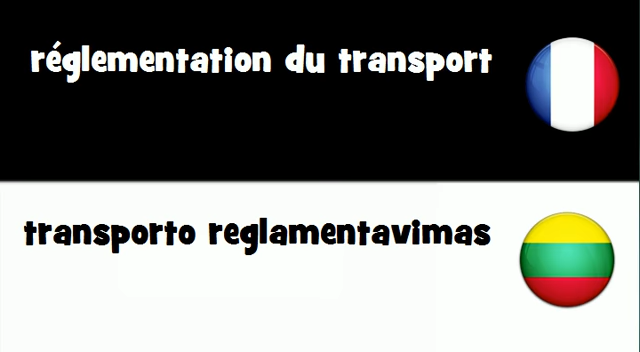 réglementation du transport
transporto reglamentavimas